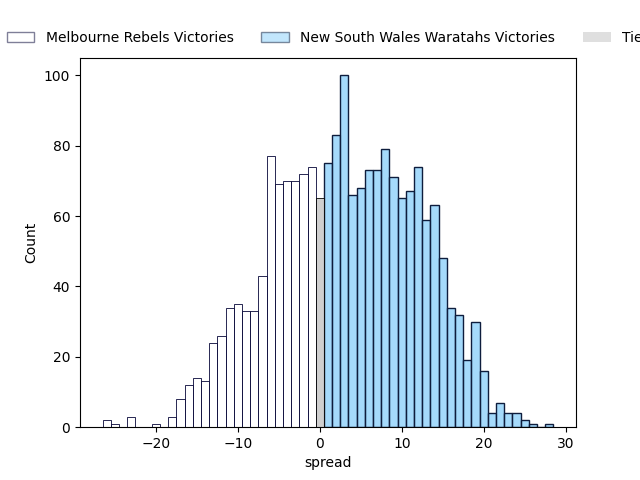 Melbourne Rebels Victories New South Wales Waratahs Victories Tie
100
80
60
40
20
0
Count
−20 −10 0 10 20 30
spread